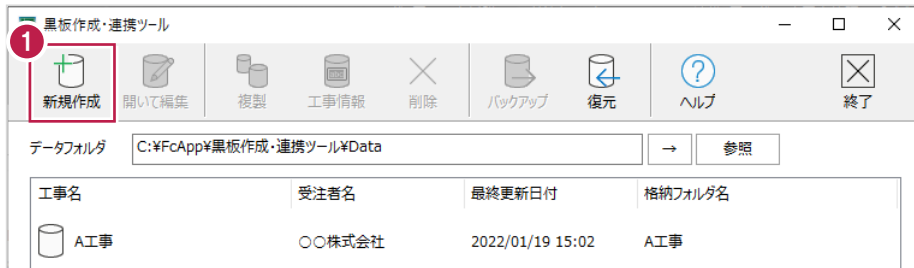 黒板作成・連携ツール
1
新規作成 開いて編集 複製 工事情報 削除 バックアップ 復元 ヘルプ 終了
データフォルダ C:¥FcApp¥黒板作成・連携ツール¥Data → 参照
工事名 受注者名 最終更新日付 格納フォルダ名
A工事 ○○株式会社 2022/01/19 15:02 A工事